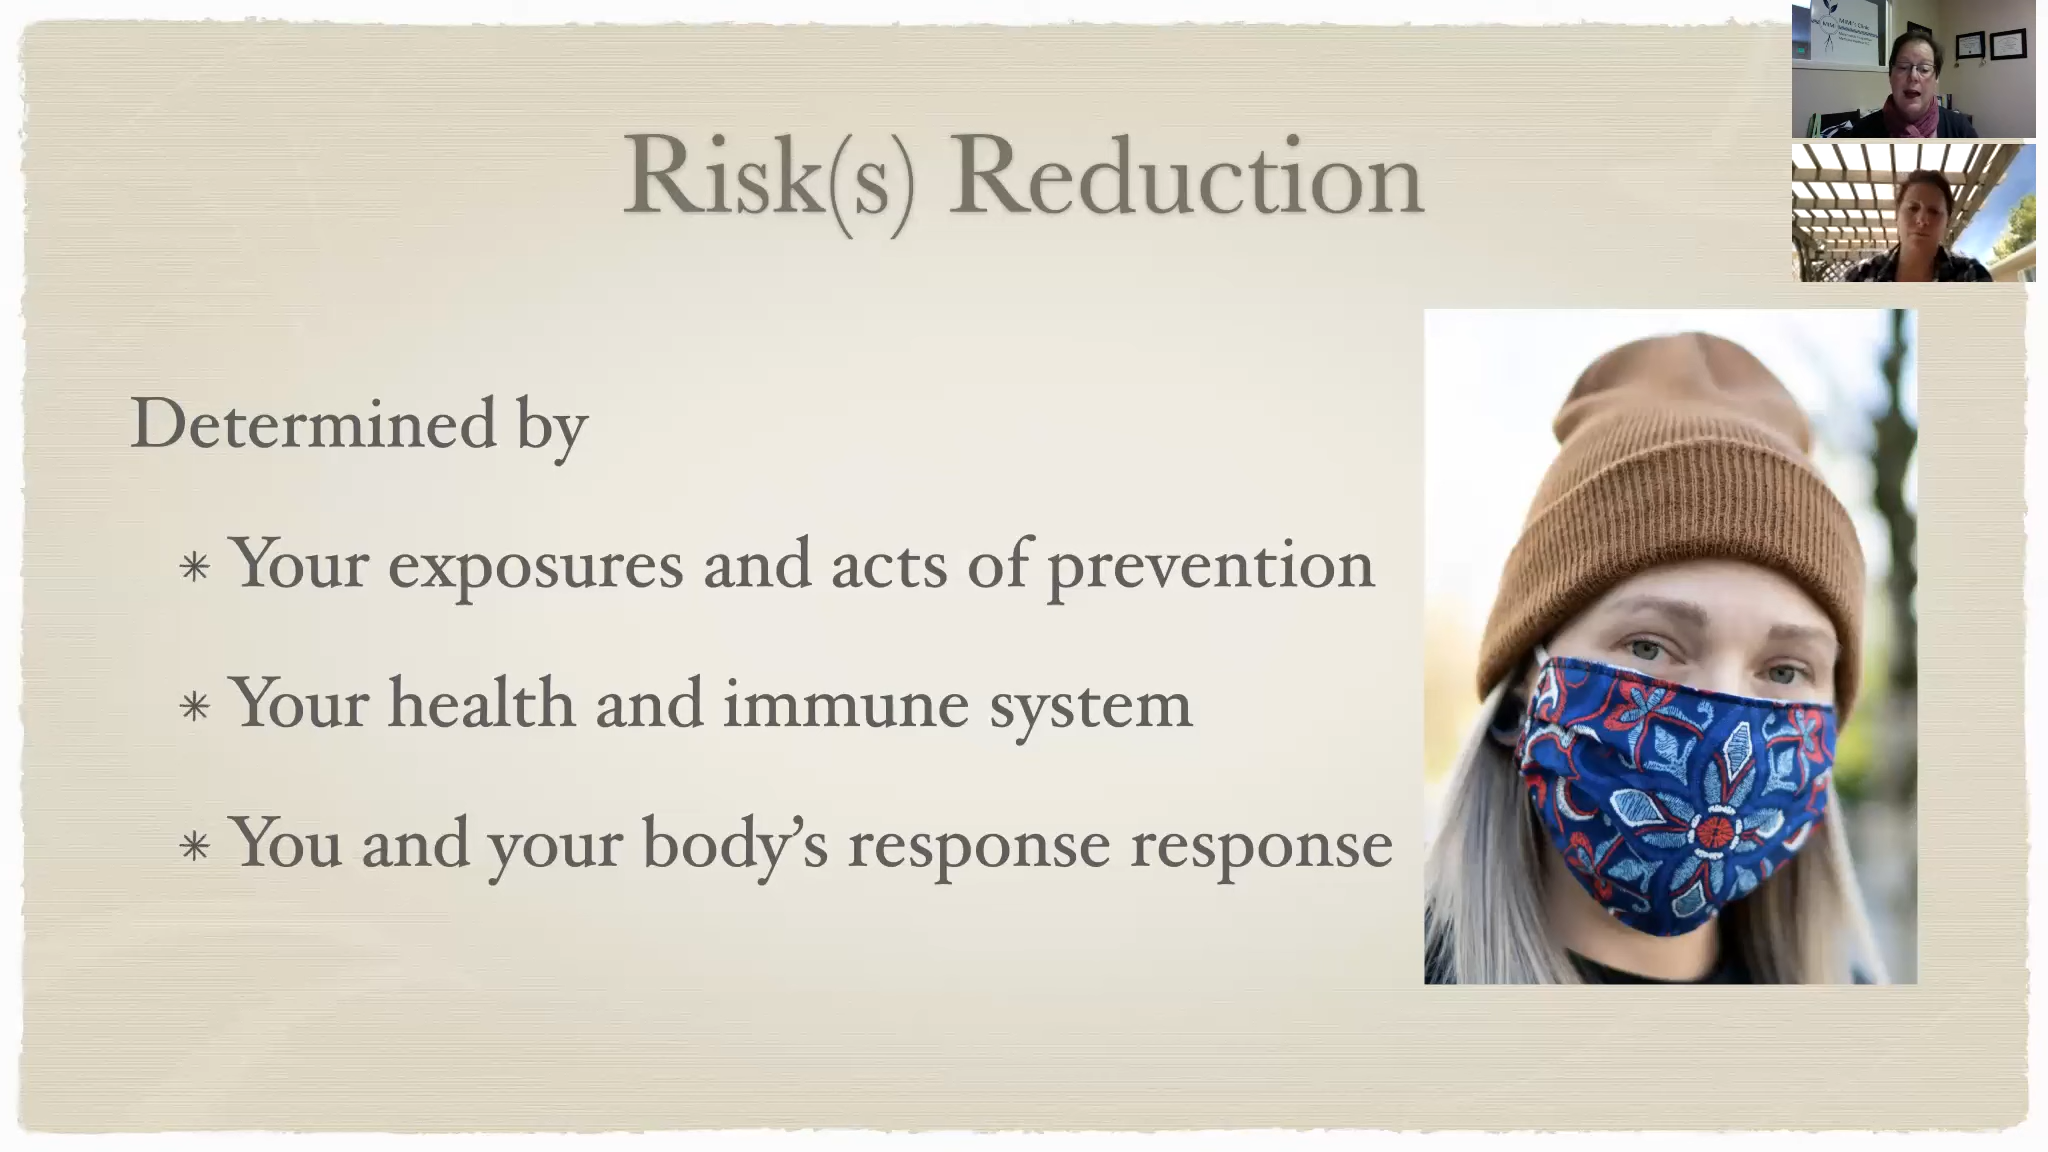 Risk(s) Reduction
Determined by
* Your exposures and acts of prevention
* Your health and immune system
* You and your body’s response response